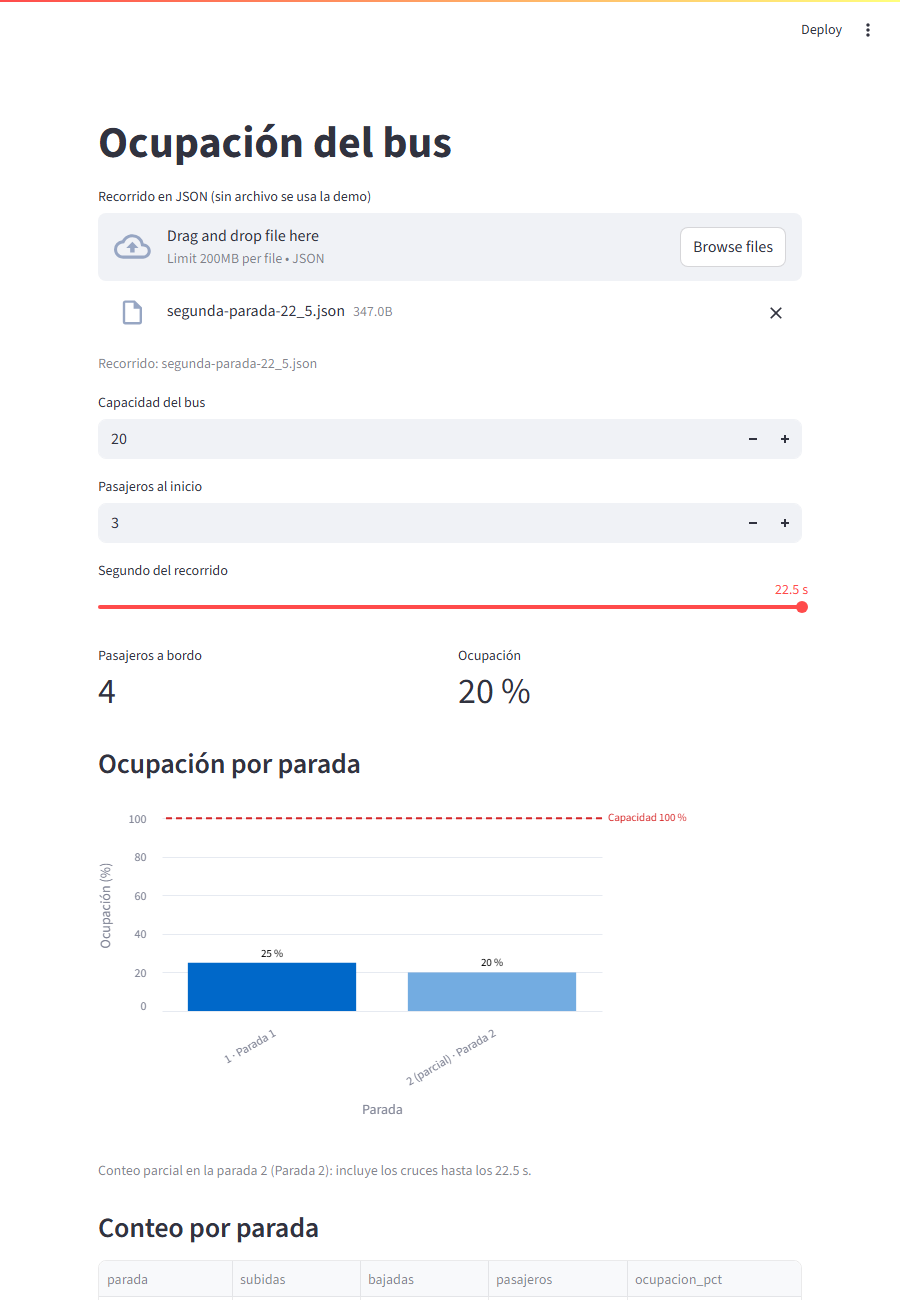 Deploy
Ocupación del bus
Recorrido en JSON (sin archivo se usa la demo)
Drag and drop file here
Limit 200MB per file • JSON
Browse files
segunda-parada-22_5.json 347.0B
Recorrido: segunda-parada-22_5.json
Capacidad del bus
20
Pasajeros al inicio
3
Segundo del recorrido
22.5 s
Pasajeros a bordo
4
Ocupación
20 %
Ocupación por parada
Ocupación (%)
100
80
60
40
20
0
Capacidad 100 %
25 %
20 %
1 · Parada 1
2 (parcial) · Parada 2
Parada
Conteo parcial en la parada 2 (Parada 2): incluye los cruces hasta los 22.5 s.
Conteo por parada
parada subidas bajadas pasajeros ocupacion_pct